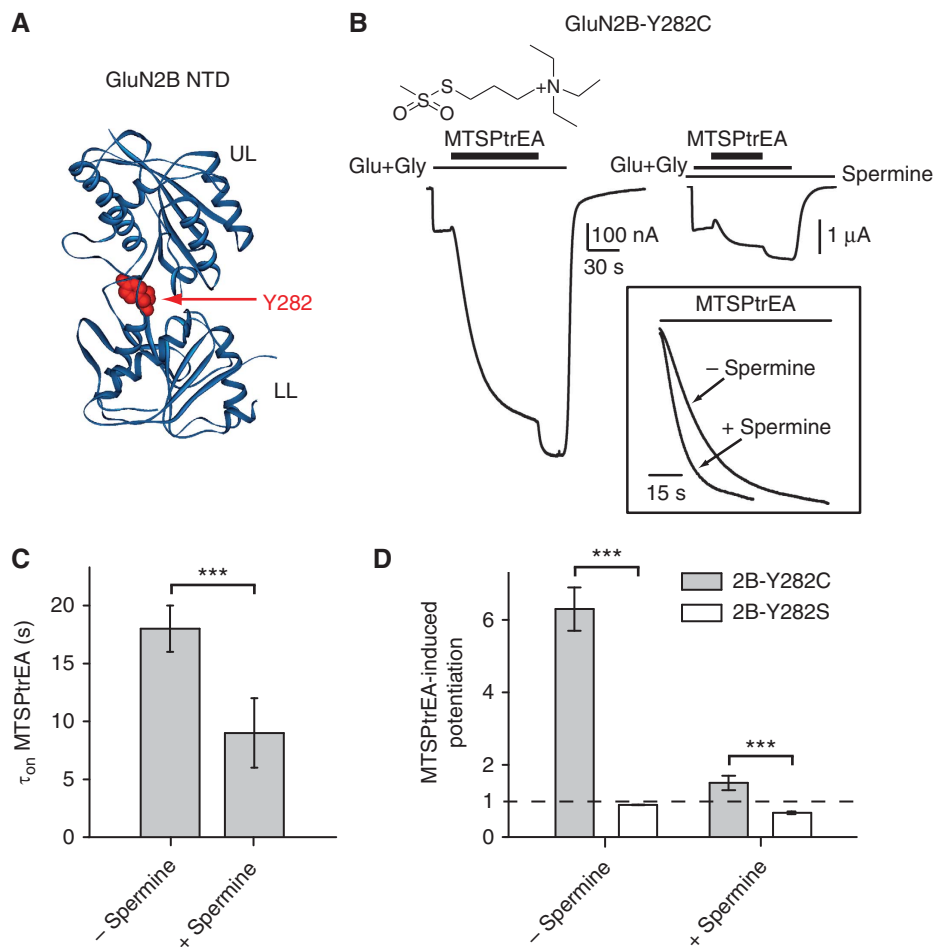 A
GluN2B NTD
UL
Y282
LL
B
GluN2B-Y282C
S
S
O O
+N
MTSPtrEA
Glu+Gly
100 nA
30 s
MTSPtrEA
Glu+Gly
Spermine
1 µA
MTSPtrEA
– Spermine
+ Spermine
15 s
C
τon MTSPtrEA (s)
20
15
10
5
0
***
– Spermine
+ Spermine
D
MTSPtrEA-induced
potentiation
6
4
2
1
0
***
***
2B-Y282C
2B-Y282S
– Spermine
+ Spermine